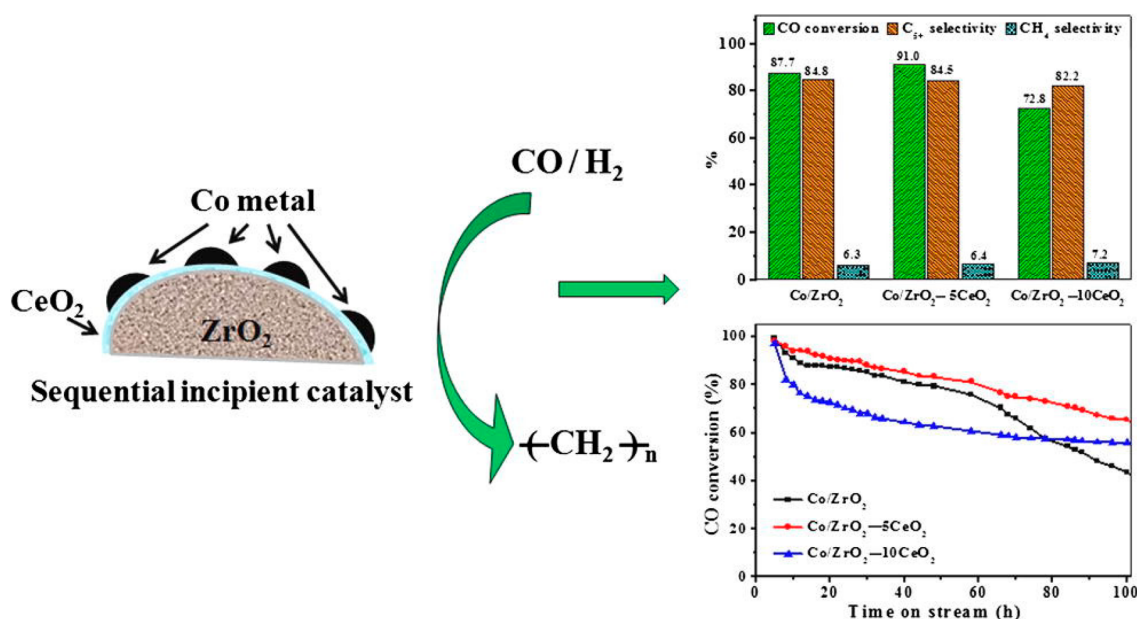 Co metal
CeO₂
ZrO₂
Sequential incipient catalyst
CO / H₂
-(-CH₂-)-ₙ
CO conversion C₅₊ selectivity CH₄ selectivity
%
100
80
60
40
20
0
87.7 84.8 6.3
91.0 84.5 6.4
72.8 82.2 7.2
Co/ZrO₂ Co/ZrO₂─ 5CeO₂ Co/ZrO₂ ─10CeO₂
CO conversion (%)
100
80
60
40
20
0
Co/ZrO₂
Co/ZrO₂─5CeO₂
Co/ZrO₂─10CeO₂
0 20 40 60 80 100
Time on stream (h)